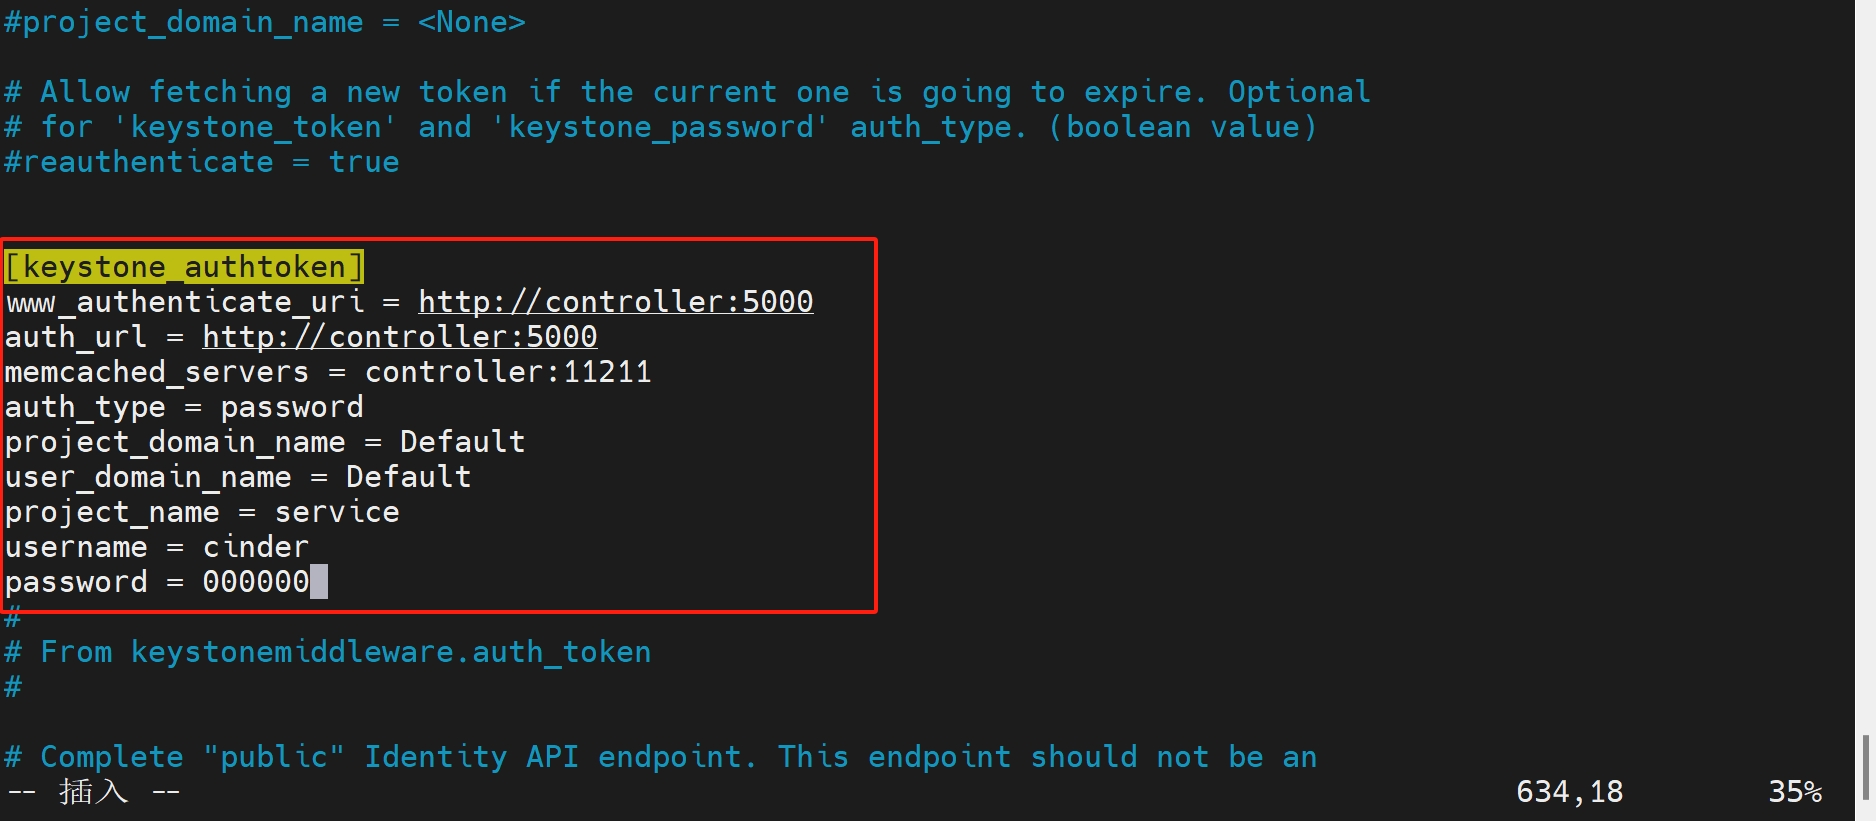 #project_domain_name = <None>
# Allow fetching a new token if the current one is going to expire. Optional
# for 'keystone_token' and 'keystone_password' auth_type. (boolean value)
#reauthenticate = true
[keystone_authtoken]
www_authenticate_uri = http://controller:5000
auth_url = http://controller:5000
memcached_servers = controller:11211
auth_type = password
project_domain_name = Default
user_domain_name = Default
project_name = service
username = cinder
password = 000000
#
# From keystonemiddleware.auth_token
#
# Complete "public" Identity API endpoint. This endpoint should not be an
-- 插入 -- 634,18 35%